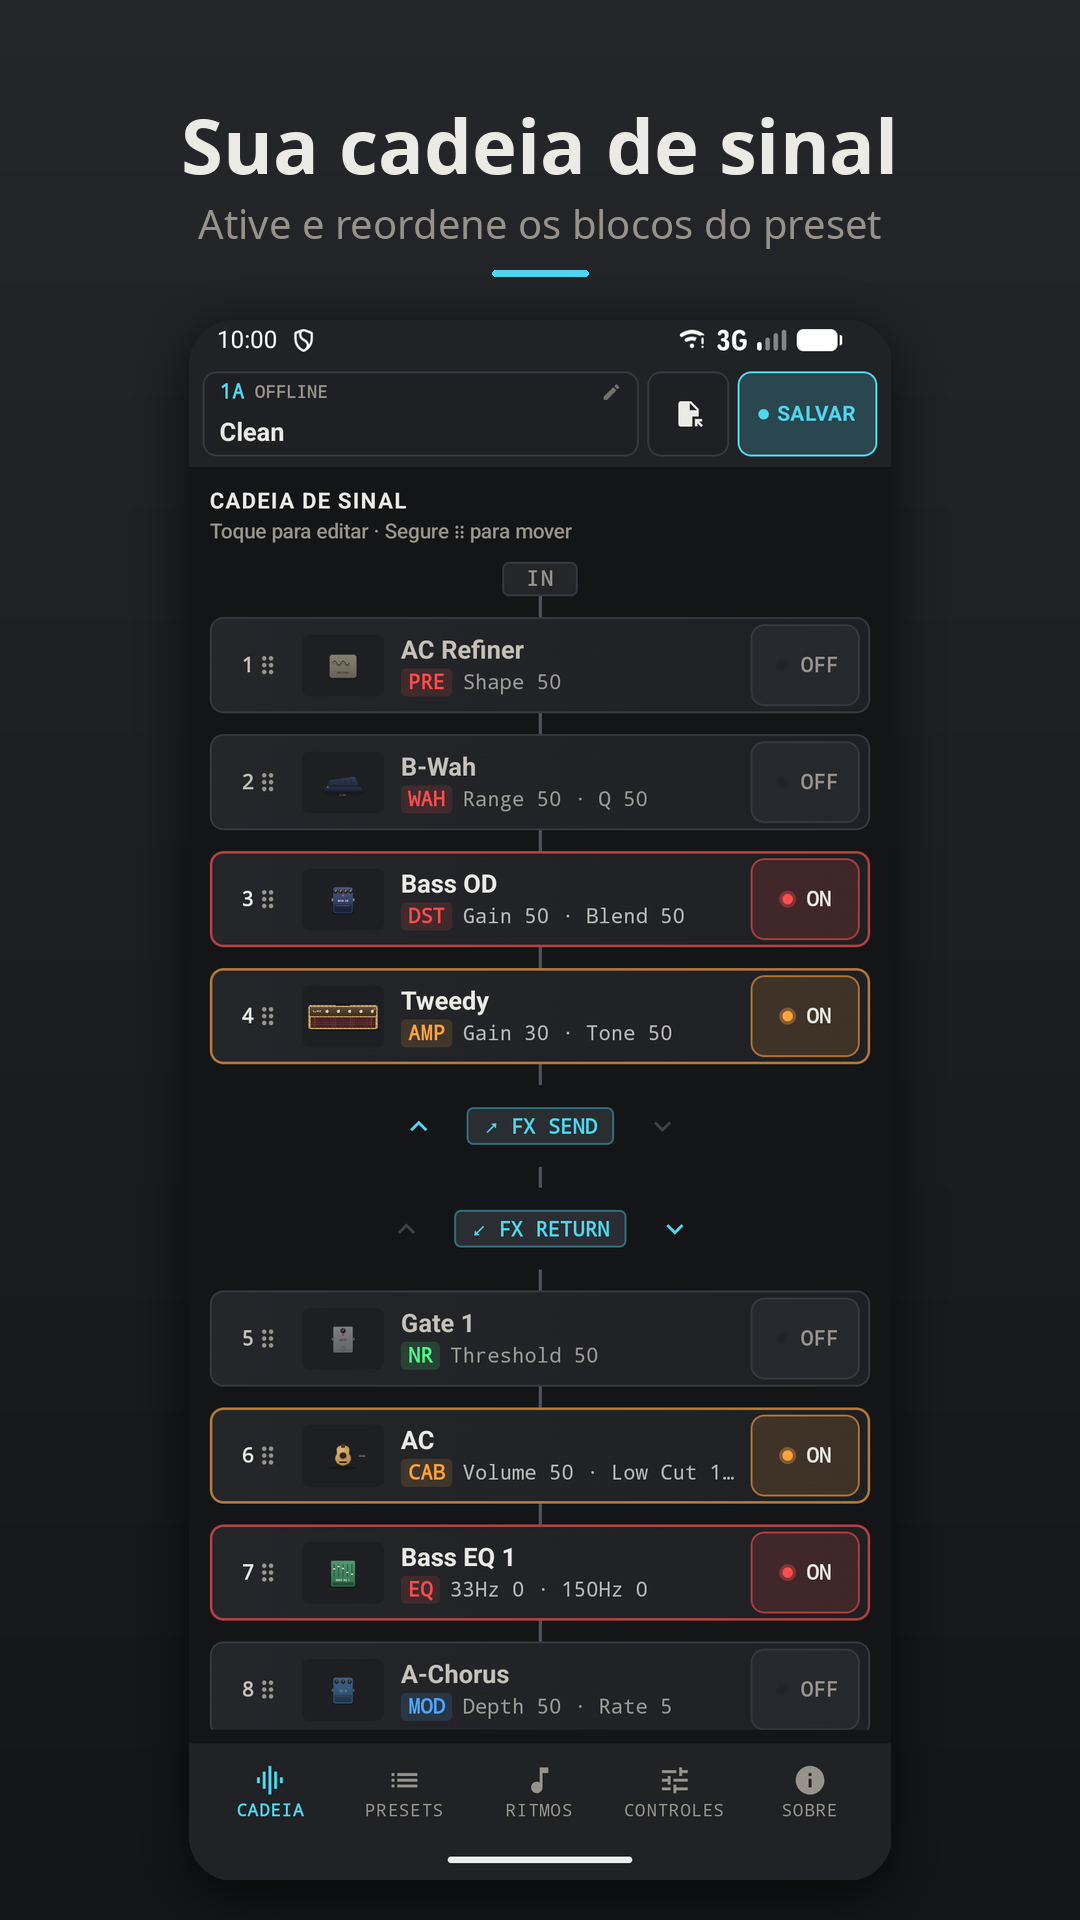 Sua cadeia de sinal
Ative e reordene os blocos do preset
10:00
3G
1A OFFLINE
Clean
SALVAR
CADEIA DE SINAL
Toque para editar · Segure ⠿ para mover
IN
1
AC Refiner
PRE Shape 50
OFF
2
B-Wah
WAH Range 50 · Q 50
OFF
3
Bass OD
DST Gain 50 · Blend 50
ON
4
Tweedy
AMP Gain 30 · Tone 50
ON
↗ FX SEND
↙ FX RETURN
5
Gate 1
NR Threshold 50
OFF
6
AC
CAB Volume 50 · Low Cut 1…
ON
7
Bass EQ 1
EQ 33Hz 0 · 150Hz 0
ON
8
A-Chorus
MOD Depth 50 · Rate 5
OFF
CADEIA
PRESETS
RITMOS
CONTROLES
SOBRE